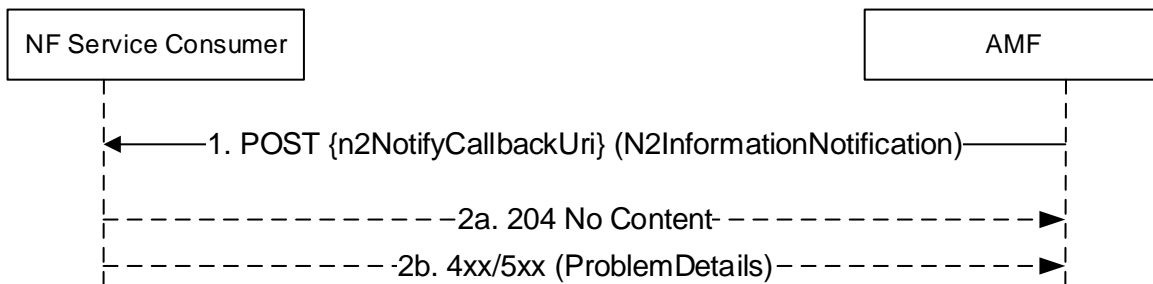 NF Service Consumer
AMF
1. POST {n2NotifyCallbackUri} (N2InformationNotification)
2a. 204 No Content
2b. 4xx/5xx (ProblemDetails)